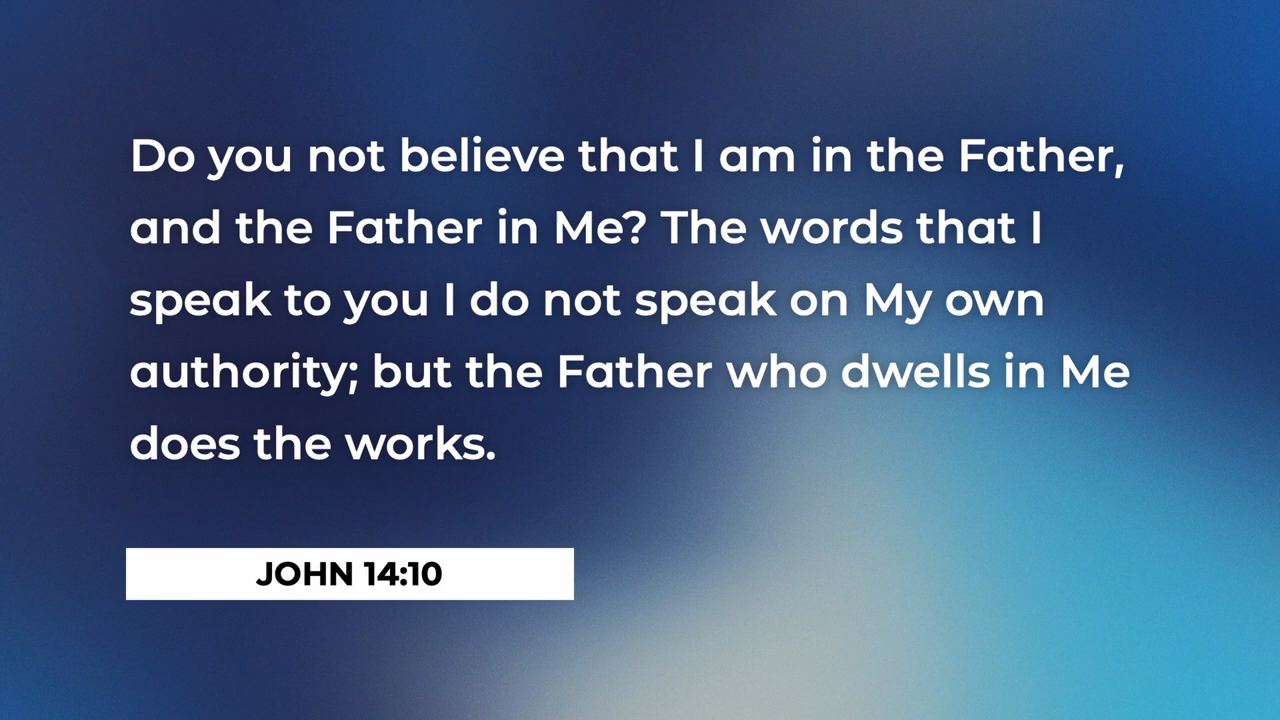 Do you not believe that I am in the Father,
and the Father in Me? The words that I
speak to you I do not speak on My own
authority; but the Father who dwells in Me
does the works.
JOHN 14:10